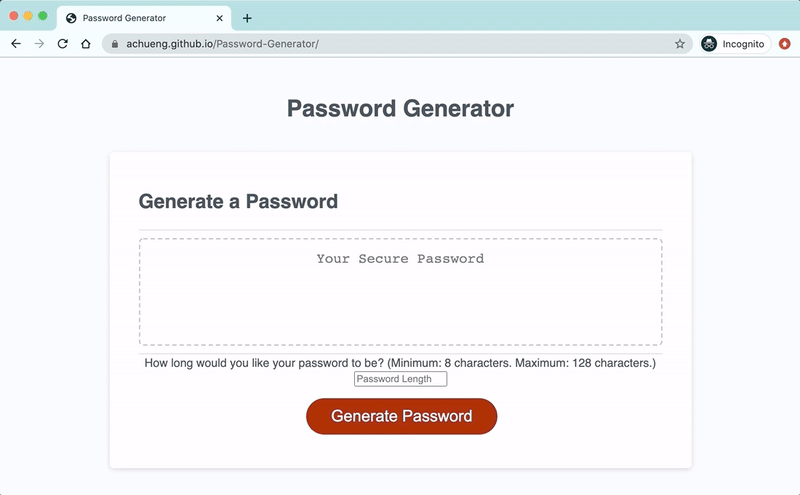 Password Generator
achueng.github.io/Password-Generator/
Incognito
Password Generator
Generate a Password
Your Secure Password
How long would you like your password to be? (Minimum: 8 characters. Maximum: 128 characters.)
Password Length
Generate Password